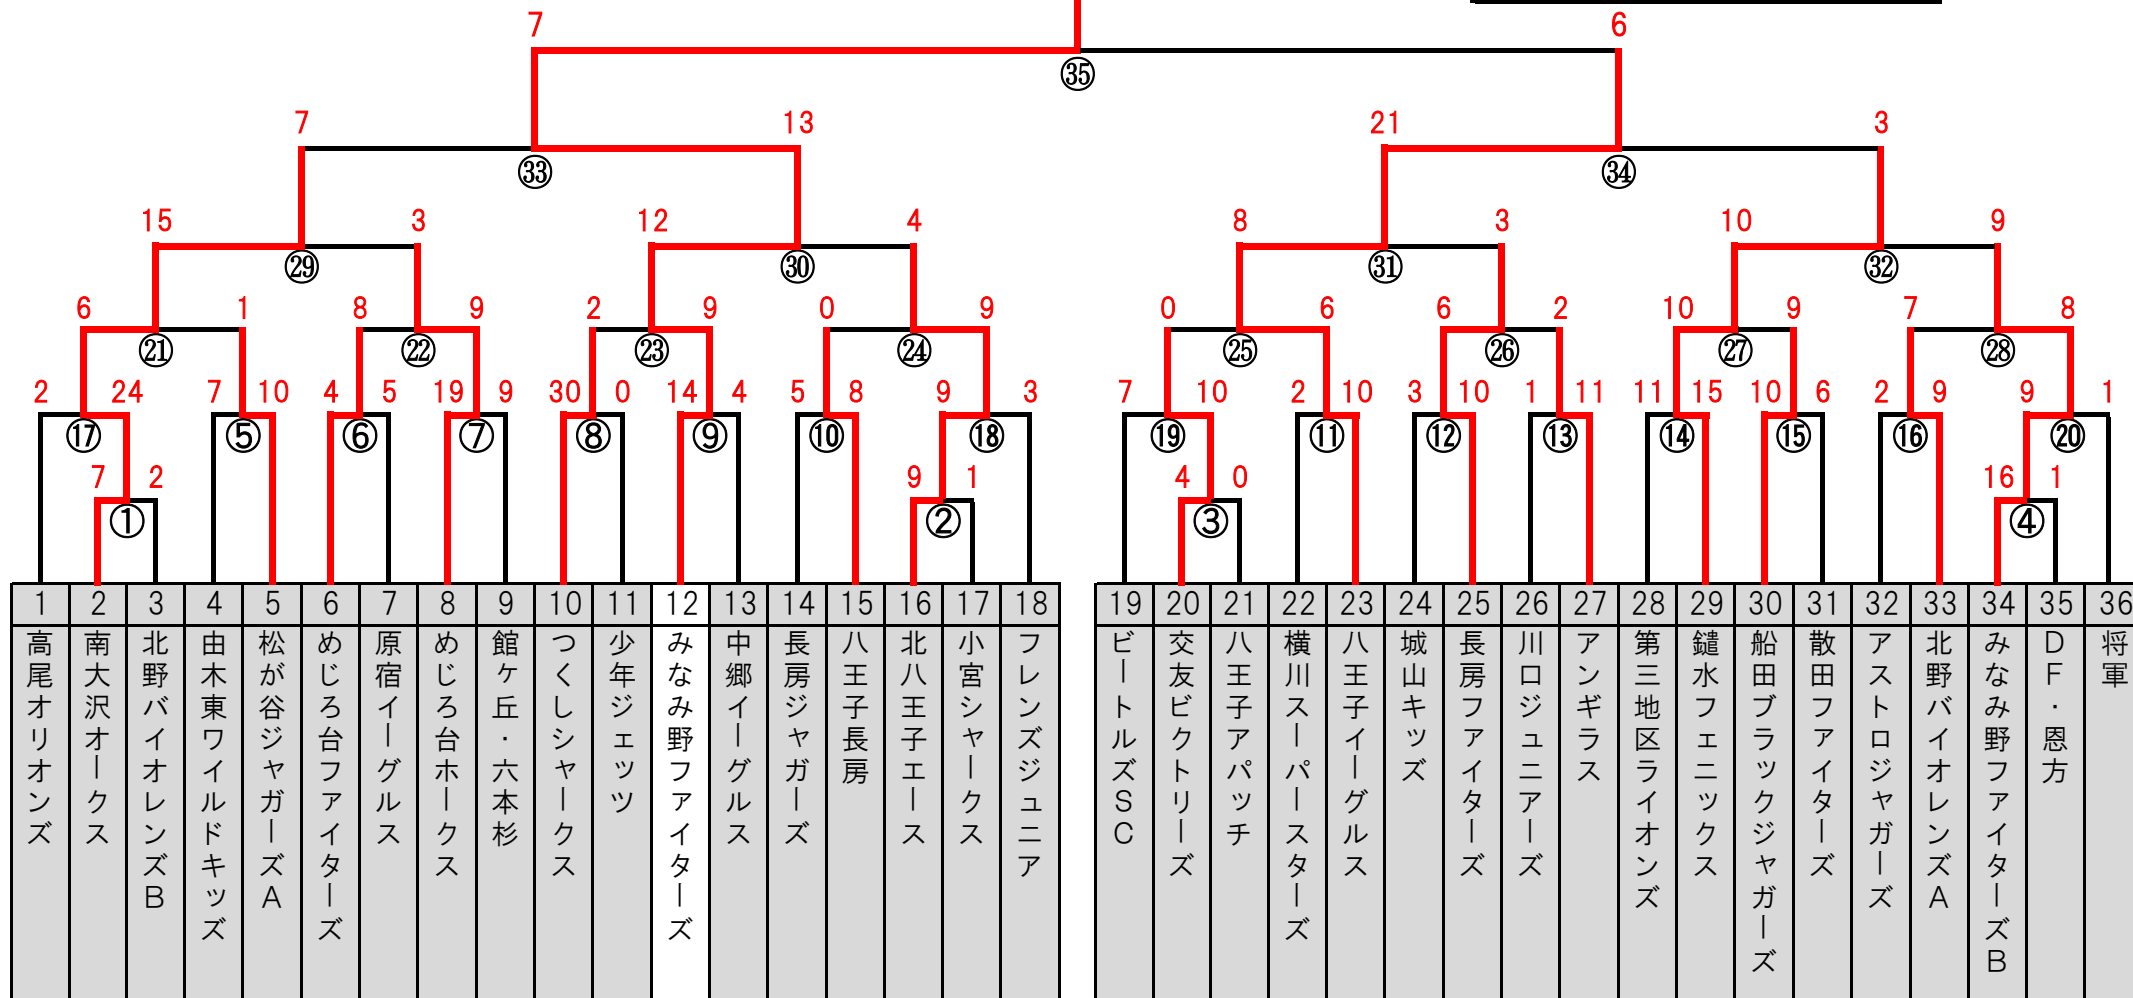 7 6
㉟
7 13 21 3
㉝ ㉞
15 3 12 4 8 3 10 9
㉙ ㉚ ㉛ ㉜
6 1 8 9 2 9 0 9 0 6 6 2 10 9 7 8
㉑ ㉒ ㉓ ㉔ ㉕ ㉖ ㉗ ㉘
2 24 7 10 4 5 19 9 30 0 14 4 5 8 9 3 7 10 2 10 3 10 1 11 11 15 10 6 2 9 9 1
⑰ ⑤ ⑥ ⑦ ⑧ ⑨ ⑩ ⑱ ⑲ ⑪ ⑫ ⑬ ⑭ ⑮ ⑯ ⑳
7 2 9 1 4 0 16 1
① ② ③ ④
1 2 3 4 5 6 7 8 9 10 11 12 13 14 15 16 17 18 19 20 21 22 23 24 25 26 27 28 29 30 31 32 33 34 35 36
高尾オリオンズ
南大沢オークス
北野バイオレンズB
由木東ワイルドキッズ
松が谷ジャガーズA
めじろ台ファイターズ
原宿イーグルス
めじろ台ホークス
館ヶ丘・六本杉
つくしシャークス
少年ジェッツ
みなみ野ファイターズ
中郷イーグルス
長房ジャガーズ
八王子長房
北八王子エース
小宮シャークス
フレンズジュニア
ビートルズSC
交友ビクトリーズ
八王子アパッチ
横川スーパースターズ
八王子イーグルス
城山キッズ
長房ファイターズ
川口ジュニアーズ
アンギラス
第三地区ライオンズ
鑓水フェニックス
船田ブラックジャガーズ
散田ファイターズ
アストロジャガーズ
北野バイオレンズA
みなみ野ファイターズB
DF・恩方
将軍